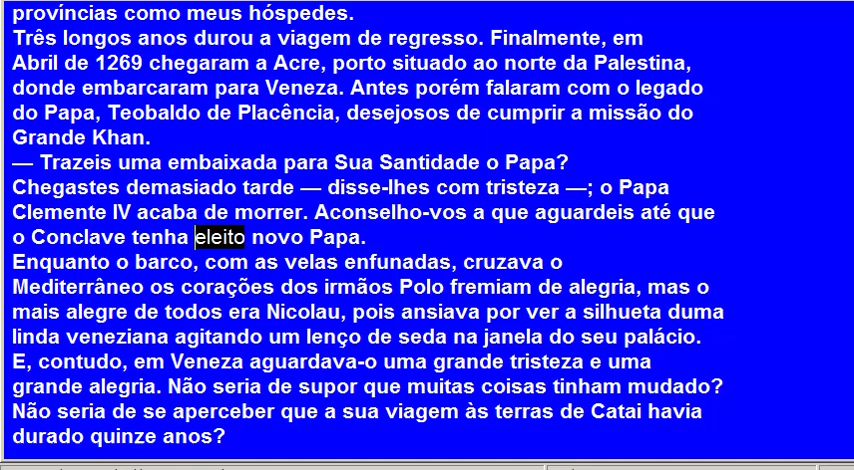 províncias como meus hóspedes.
Três longos anos durou a viagem de regresso. Finalmente, em
Abril de 1269 chegaram a Acre, porto situado ao norte da Palestina,
donde embarcaram para Veneza. Antes porém falaram com o legado
do Papa, Teobaldo de Placência, desejosos de cumprir a missão do
Grande Khan.
— Trazeis uma embaixada para Sua Santidade o Papa?
Chegastes demasiado tarde — disse-lhes com tristeza —; o Papa
Clemente IV acaba de morrer. Aconselho-vos a que aguardeis até que
o Conclave tenha eleito novo Papa.
Enquanto o barco, com as velas enfunadas, cruzava o
Mediterrâneo os corações dos irmãos Polo fremiam de alegria, mas o
mais alegre de todos era Nicolau, pois ansiava por ver a silhueta duma
linda veneziana agitando um lenço de seda na janela do seu palácio.
E, contudo, em Veneza aguardava-o uma grande tristeza e uma
grande alegria. Não seria de supor que muitas coisas tinham mudado?
Não seria de se aperceber que a sua viagem às terras de Catai havia
durado quinze anos?